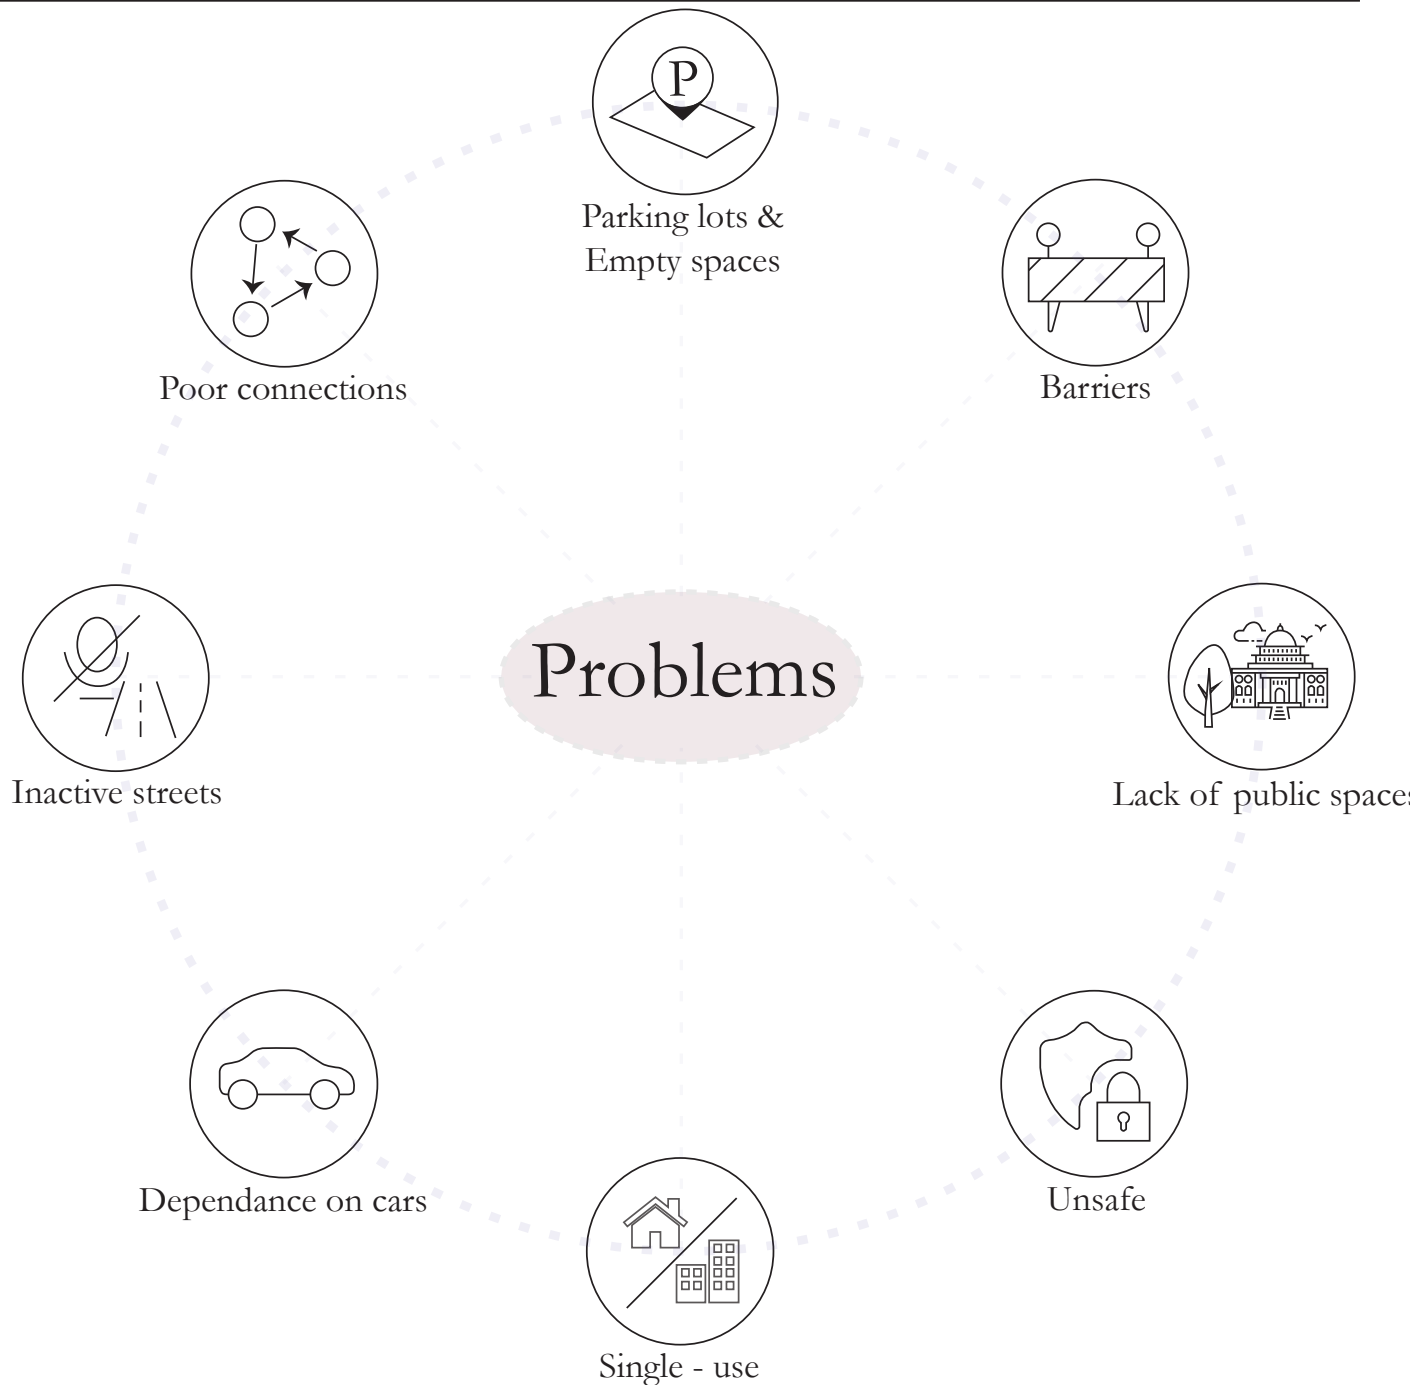 P
Parking lots &
Empty spaces
Poor connections
Barriers
Problems
Inactive streets
Lack of public spaces
Dependance on cars
Unsafe
Single - use